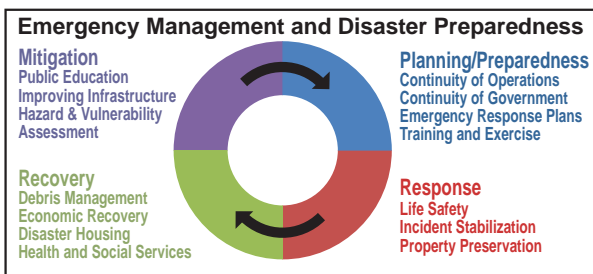 Emergency Management and Disaster Preparedness
Mitigation
Public Education
Improving Infrastructure
Hazard & Vulnerability
Assessment
Planning/Preparedness
Continuity of Operations
Continuity of Government
Emergency Response Plans
Training and Exercise
Recovery
Debris Management
Economic Recovery
Disaster Housing
Health and Social Services
Response
Life Safety
Incident Stabilization
Property Preservation